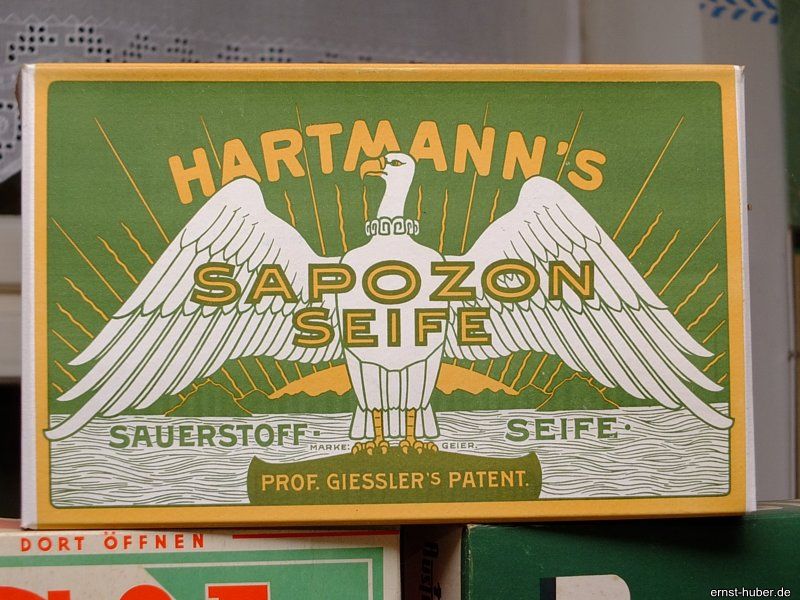 HARTMANN'S
SAPOZON
SEIFE
SAUERSTOFF· SEIFE·
MARKE: GEIER.
PROF. GIESSLER'S PATENT.
DORT ÖFFNEN
ernst-huber.de